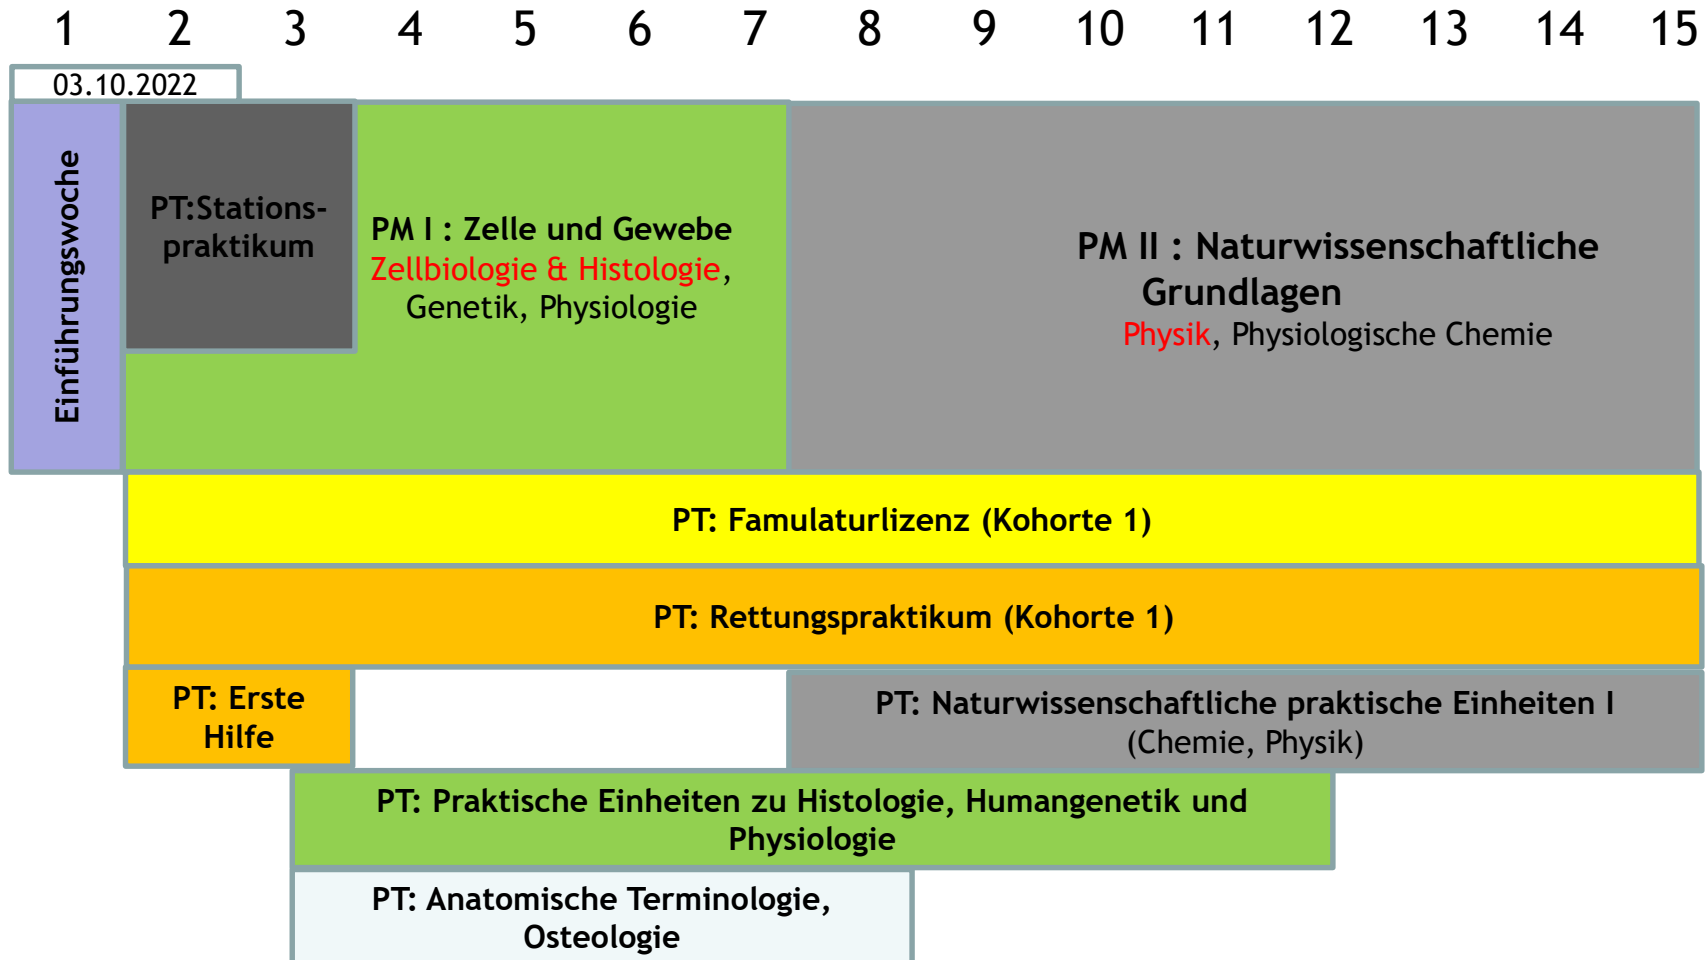 1 2 3 4 5 6 7 8 9 10 11 12 13 14 15
03.10.2022
Einführungswoche
PT:Stations-
praktikum
PM I : Zelle und Gewebe
Zellbiologie & Histologie,
Genetik, Physiologie
PM II : Naturwissenschaftliche
Grundlagen
Physik, Physiologische Chemie
PT: Famulaturlizenz (Kohorte 1)
PT: Rettungspraktikum (Kohorte 1)
PT: Erste
Hilfe
PT: Naturwissenschaftliche praktische Einheiten I
(Chemie, Physik)
PT: Praktische Einheiten zu Histologie, Humangenetik und
Physiologie
PT: Anatomische Terminologie,
Osteologie